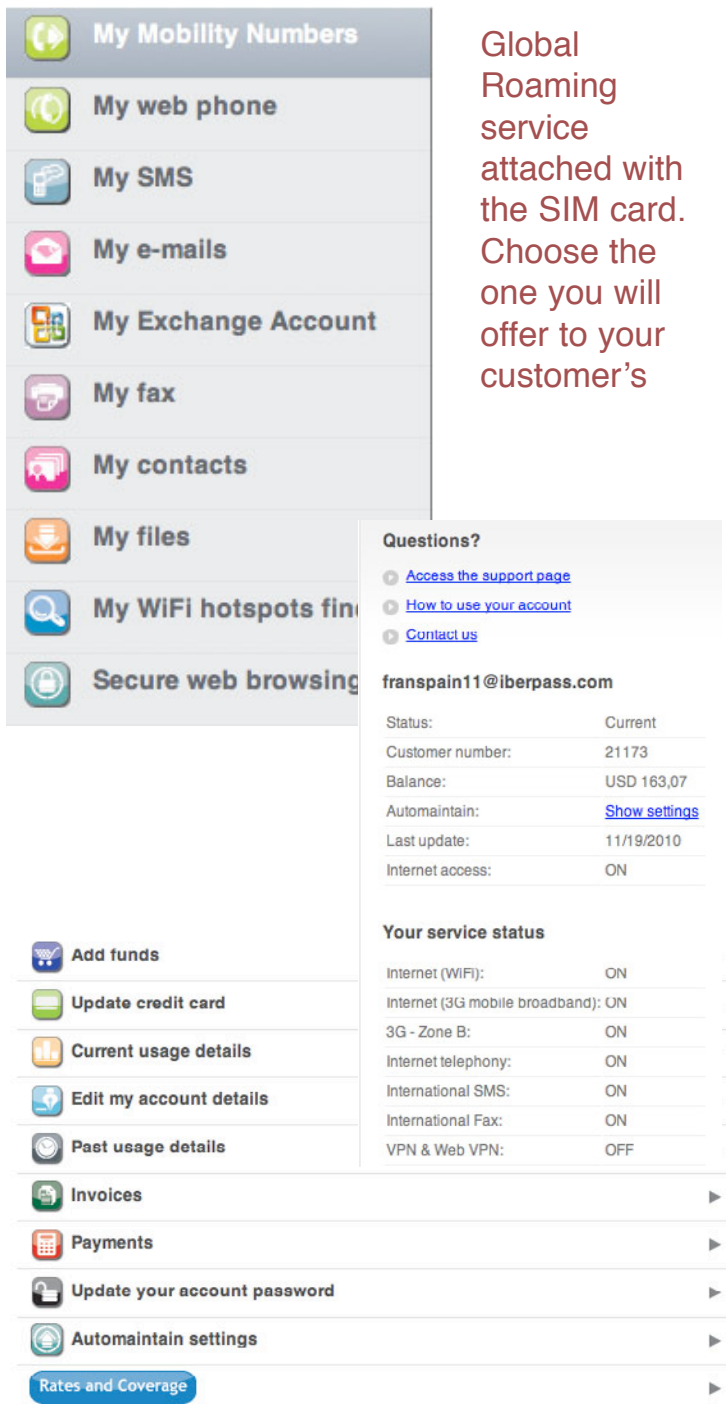 My Mobility Numbers
My web phone
My SMS
My e-mails
My Exchange Account
My fax
My contacts
My files
My WiFi hotspots
Secure web browsing
Global
Roaming
service
attached with
the SIM card.
Choose the
one you will
offer to your
customer’s
Questions?
Access the support page
How to use your account
Contact us
franspain11@iberpass.com
Status: Current
Customer number: 21173
Balance: USD 163,07
Automaintain: Show settings
Last update: 11/19/2010
Internet access: ON
Your service status
Internet (WiFi): ON
Internet (3G mobile broadband): ON
3G - Zone B: ON
Internet telephony: ON
International SMS: ON
International Fax: ON
VPN & Web VPN: OFF
Add funds
Update credit card
Current usage details
Edit my account details
Past usage details
Invoices
Payments
Update your account password
Automaintain settings
Rates and Coverage